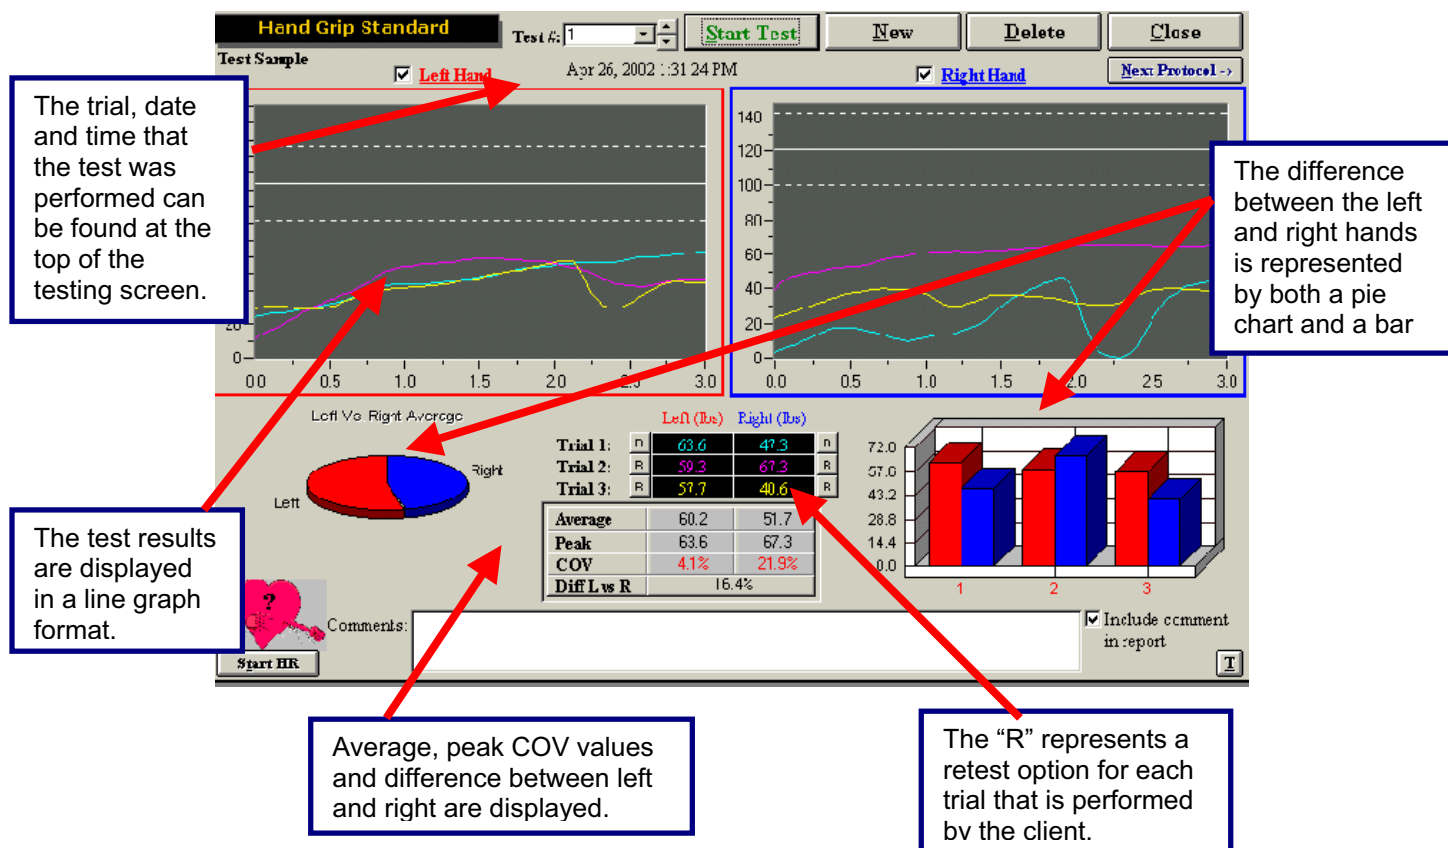 Hand Grip Standard
Test #: 1
Start Test
New
Delete
Close
Test Sample
Left Hand
Apr 26, 2002 1:31:24 PM
Right Hand
Next Protocol ->
The trial, date
and time that
the test was
performed can
be found at the
top of the
testing screen.
20
0
0.0 0.5 1.0 1.5 2.0 2.5 3.0
140
120
100
80
60
40
20
0
0.0 0.5 1.0 1.5 2.0 2.5 3.0
The difference
between the left
and right hands
is represented
by both a pie
chart and a bar
Left Vs. Right Average
Left
Right
Left (lbs) Right (lbs)
Trial 1: R 63.6 47.3 R
Trial 2: R 59.3 67.3 R
Trial 3: R 57.7 40.6 R
Average 60.2 51.7
Peak 63.6 67.3
COV 4.1% 21.9%
Diff L vs R 16.4%
72.0
57.0
43.2
28.8
14.4
0.0
1 2 3
The test results
are displayed
in a line graph
format.
?
Start HR
Comments:
Include comment
in report
T
Average, peak COV values
and difference between left
and right are displayed.
The “R” represents a
retest option for each
trial that is performed
by the client.